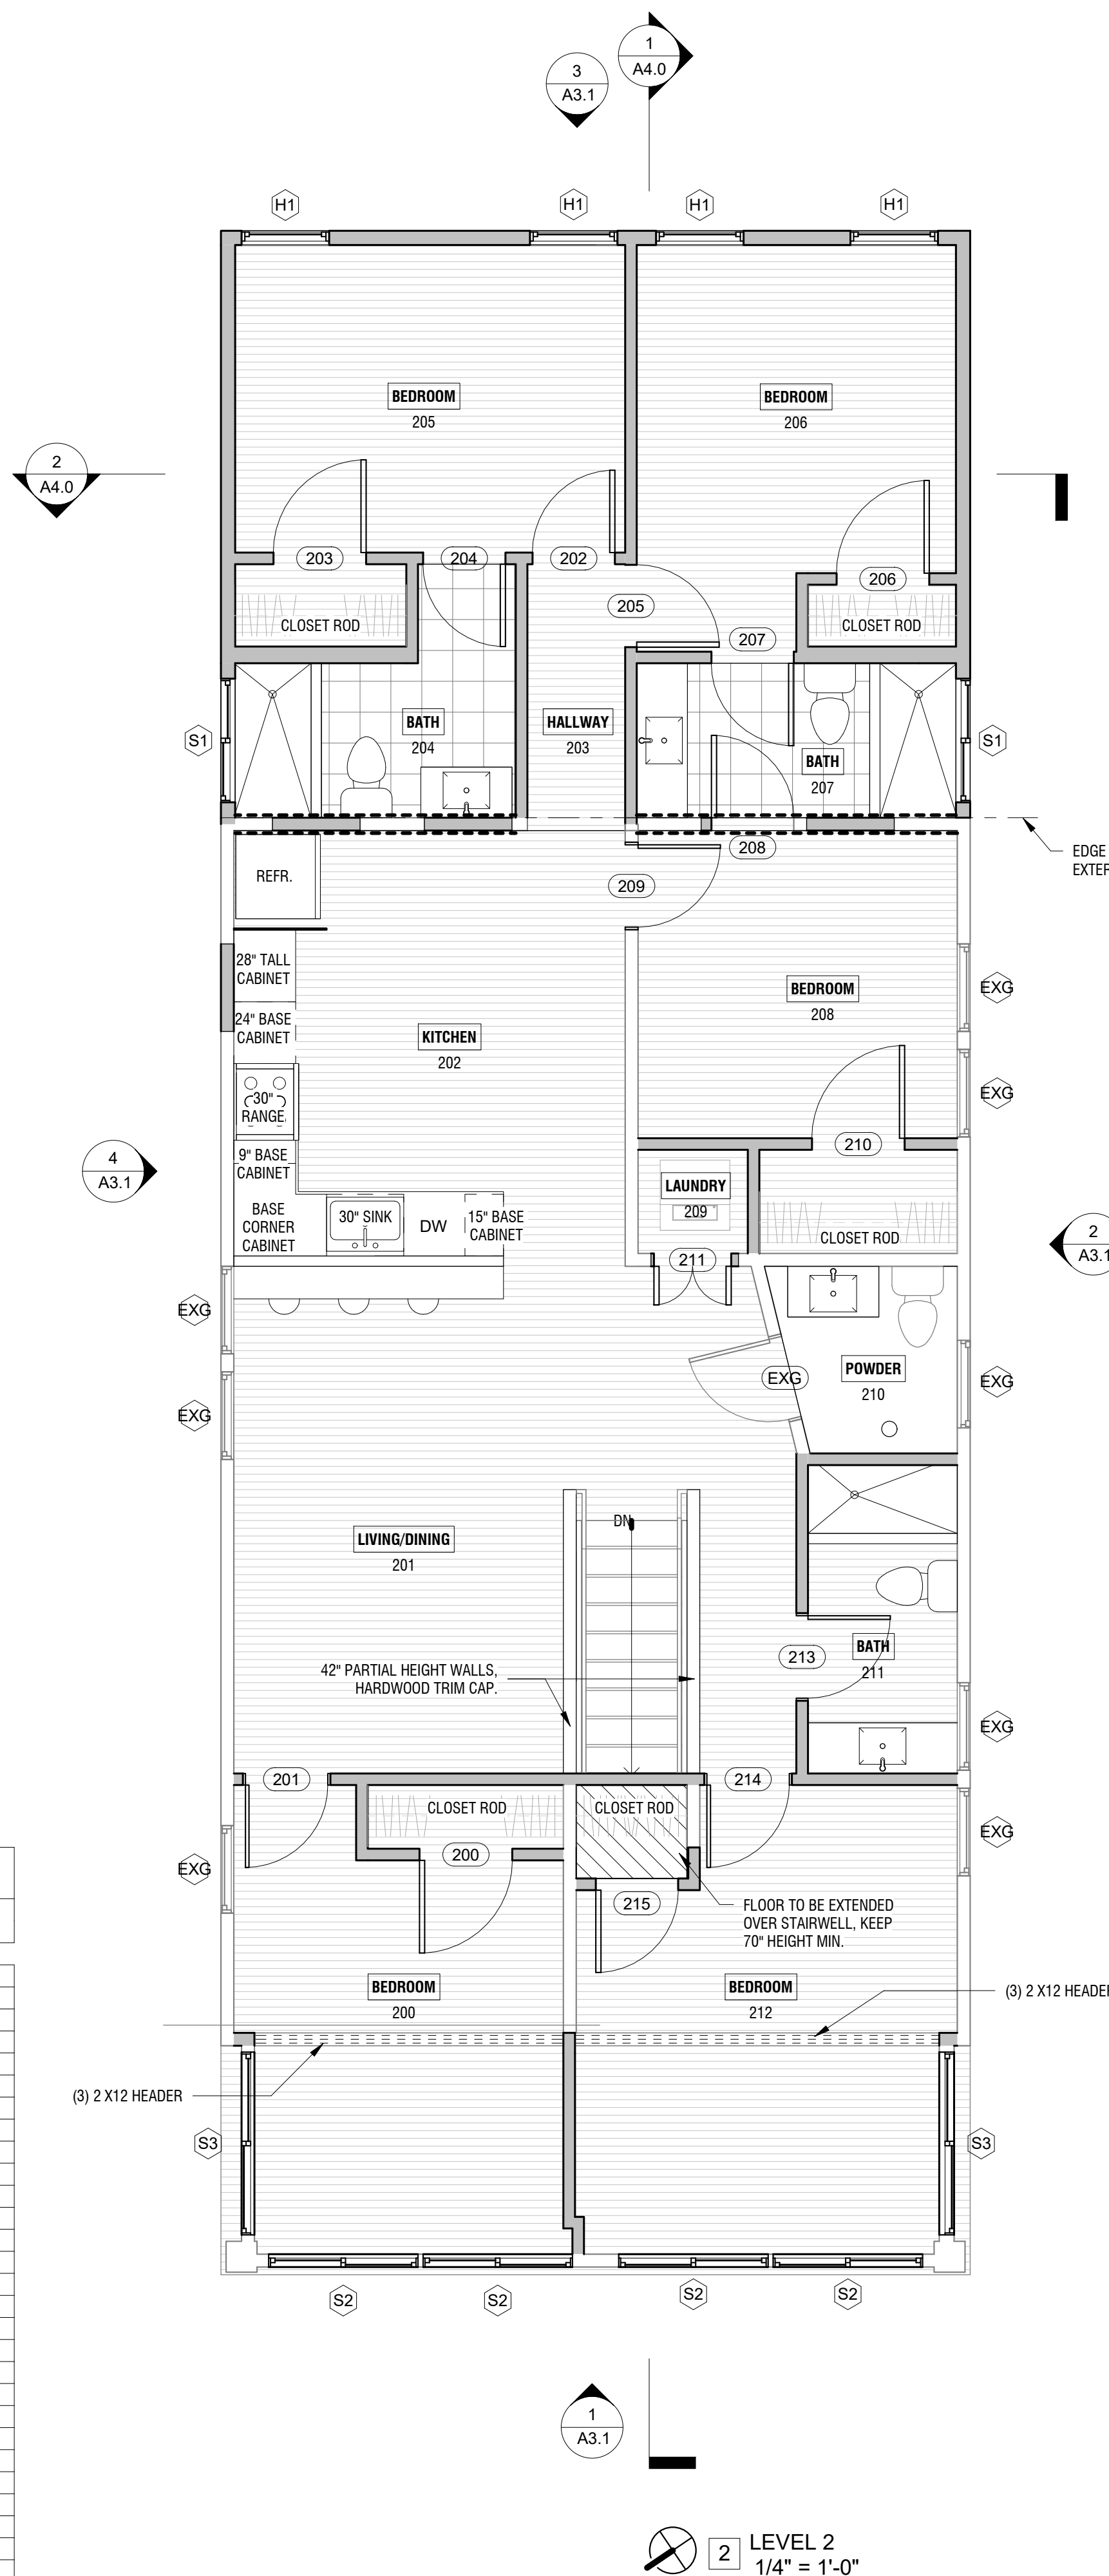 1
A4.0
3
A3.1
H1
H1
H1
H1
BEDROOM
205
BEDROOM
206
2
A4.0
203
204
202
206
205
CLOSET ROD
CLOSET ROD
207
S1
BATH
204
HALLWAY
203
BATH
207
S1
208
EDGE
EXTER
REFR.
209
28" TALL
CABINET
24" BASE
CABINET
KITCHEN
202
BEDROOM
208
EXG
30"
RANGE
EXG
210
9" BASE
CABINET
4
A3.1
LAUNDRY
209
BASE
CORNER
CABINET
30" SINK
DW
15" BASE
CABINET
CLOSET ROD
2
A3.1
211
EXG
EXG
POWDER
210
EXG
EXG
DN
LIVING/DINING
201
BATH
211
213
42" PARTIAL HEIGHT WALLS,
HARDWOOD TRIM CAP.
EXG
201
214
CLOSET ROD
CLOSET ROD
EXG
200
EXG
215
FLOOR TO BE EXTENDED
OVER STAIRWELL, KEEP
70" HEIGHT MIN.
BEDROOM
200
BEDROOM
212
(3) 2 X12 HEADER
(3) 2 X12 HEADER
S3
S3
S2
S2
S2
S2
1
A3.1
2
LEVEL 2
1/4" = 1'-0"